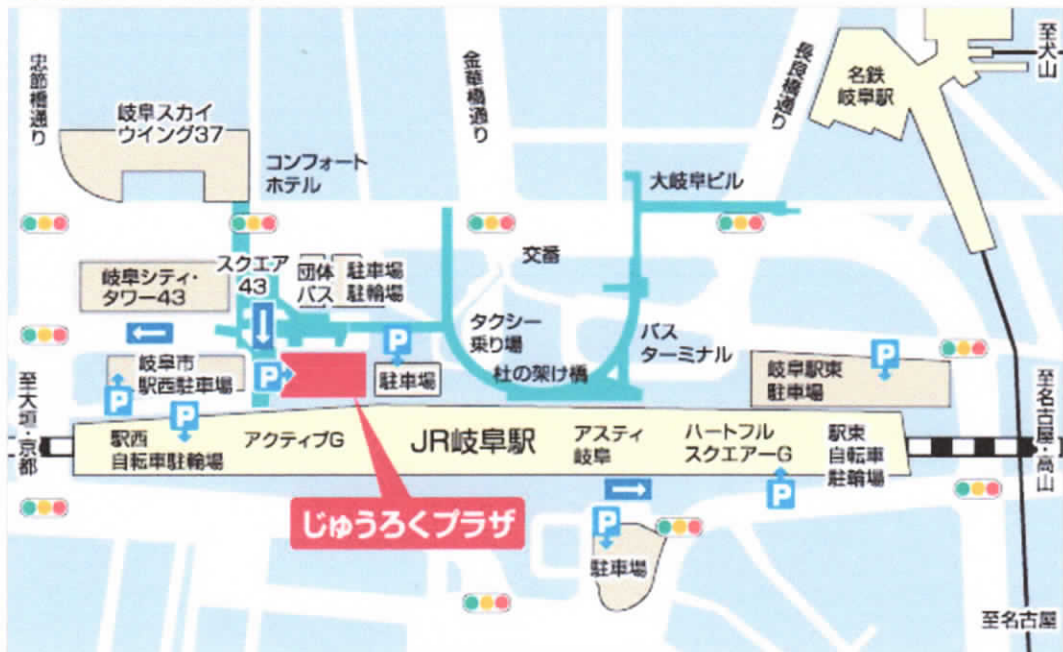 忠節橋通り
金華橋通り
長良橋通り
名鉄
岐阜駅
至犬山
岐阜スカイ
ウイング37
コンフォート
ホテル
大岐阜ビル
岐阜シティ・
タワー43
スクエア
43
団体
バス
駐車場
駐輪場
交番
タクシー
乗り場
バス
ターミナル
杜の架け橋
岐阜市
駅西駐車場
P
P
P
駐車場
岐阜駅東
駐車場
P
至大垣・京都
駅西
自転車駐輪場
P
アクティブG
JR岐阜駅
アスティ
岐阜
ハートフル
スクエアーG
P
駅東
自転車
駐輪場
至名古屋・高山
じゅうろくプラザ
P
駐車場
至名古屋